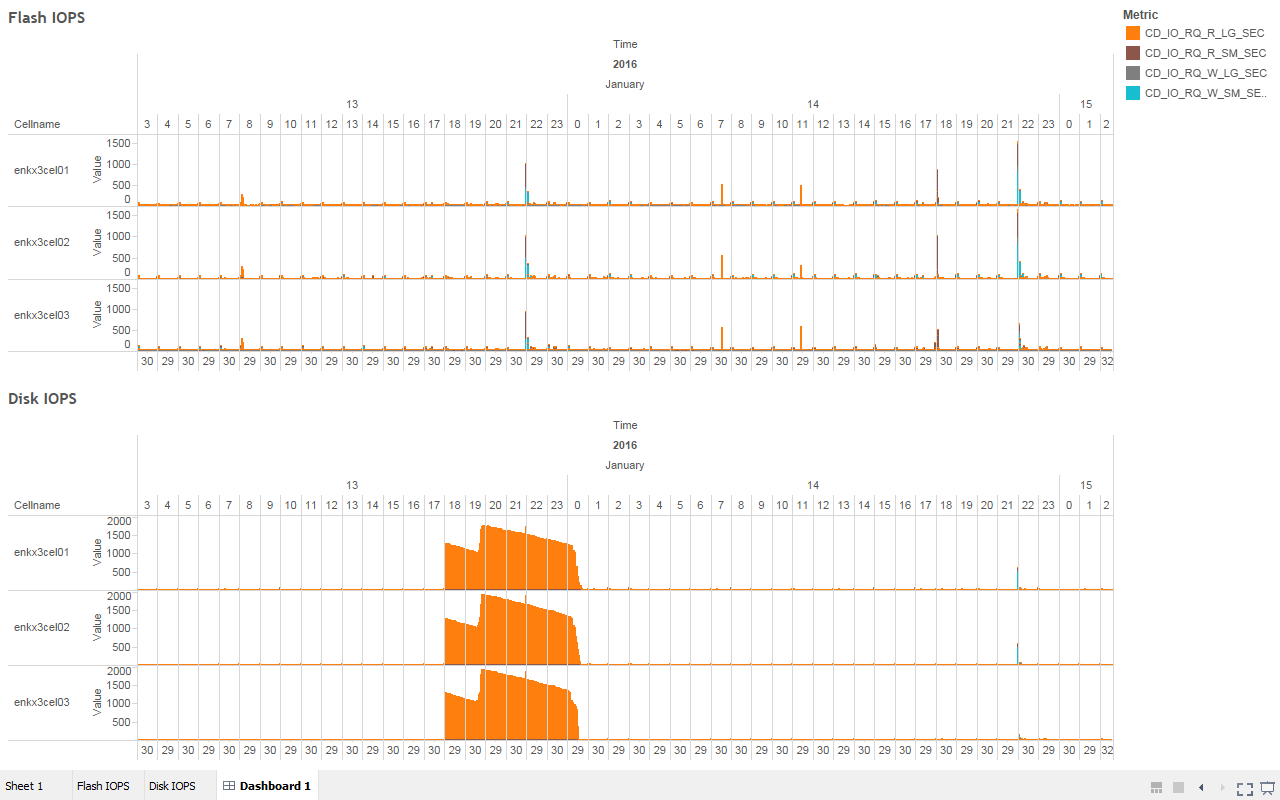 Flash IOPS
Metric
CD_IO_RQ_R_LG_SEC
CD_IO_RQ_R_SM_SEC
CD_IO_RQ_W_LG_SEC
CD_IO_RQ_W_SM_SE..
Time
2016
January
13 14 15
Cellname 3 4 5 6 7 8 9 10 11 12 13 14 15 16 17 18 19 20 21 22 23 0 1 2 3 4 5 6 7 8 9 10 11 12 13 14 15 16 17 18 19 20 21 22 23 0 1 2
enkx3cel01 Value 1500 1000 500 0
enkx3cel02 Value 1500 1000 500 0
enkx3cel03 Value 1500 1000 500 0
30 29 30 29 30 29 30 29 30 29 30 29 30 29 30 29 30 29 30 29 30 29 29 30 29 30 29 30 30 30 29 30 29 30 29 30 29 30 29 30 29 30 29 30 29 30 29 32
Disk IOPS
Time
2016
January
13 14 15
Cellname 3 4 5 6 7 8 9 10 11 12 13 14 15 16 17 18 19 20 21 22 23 0 1 2 3 4 5 6 7 8 9 10 11 12 13 14 15 16 17 18 19 20 21 22 23 0 1 2
enkx3cel01 Value 2000 1500 1000 500
enkx3cel02 Value 2000 1500 1000 500
enkx3cel03 Value 2000 1500 1000 500
30 29 30 29 30 29 30 29 30 29 30 29 30 29 30 29 30 29 30 29 30 29 29 30 29 30 29 30 30 30 29 30 29 30 29 30 29 30 29 30 29 30 29 30 29 30 29 32
Sheet 1 Flash IOPS Disk IOPS Dashboard 1